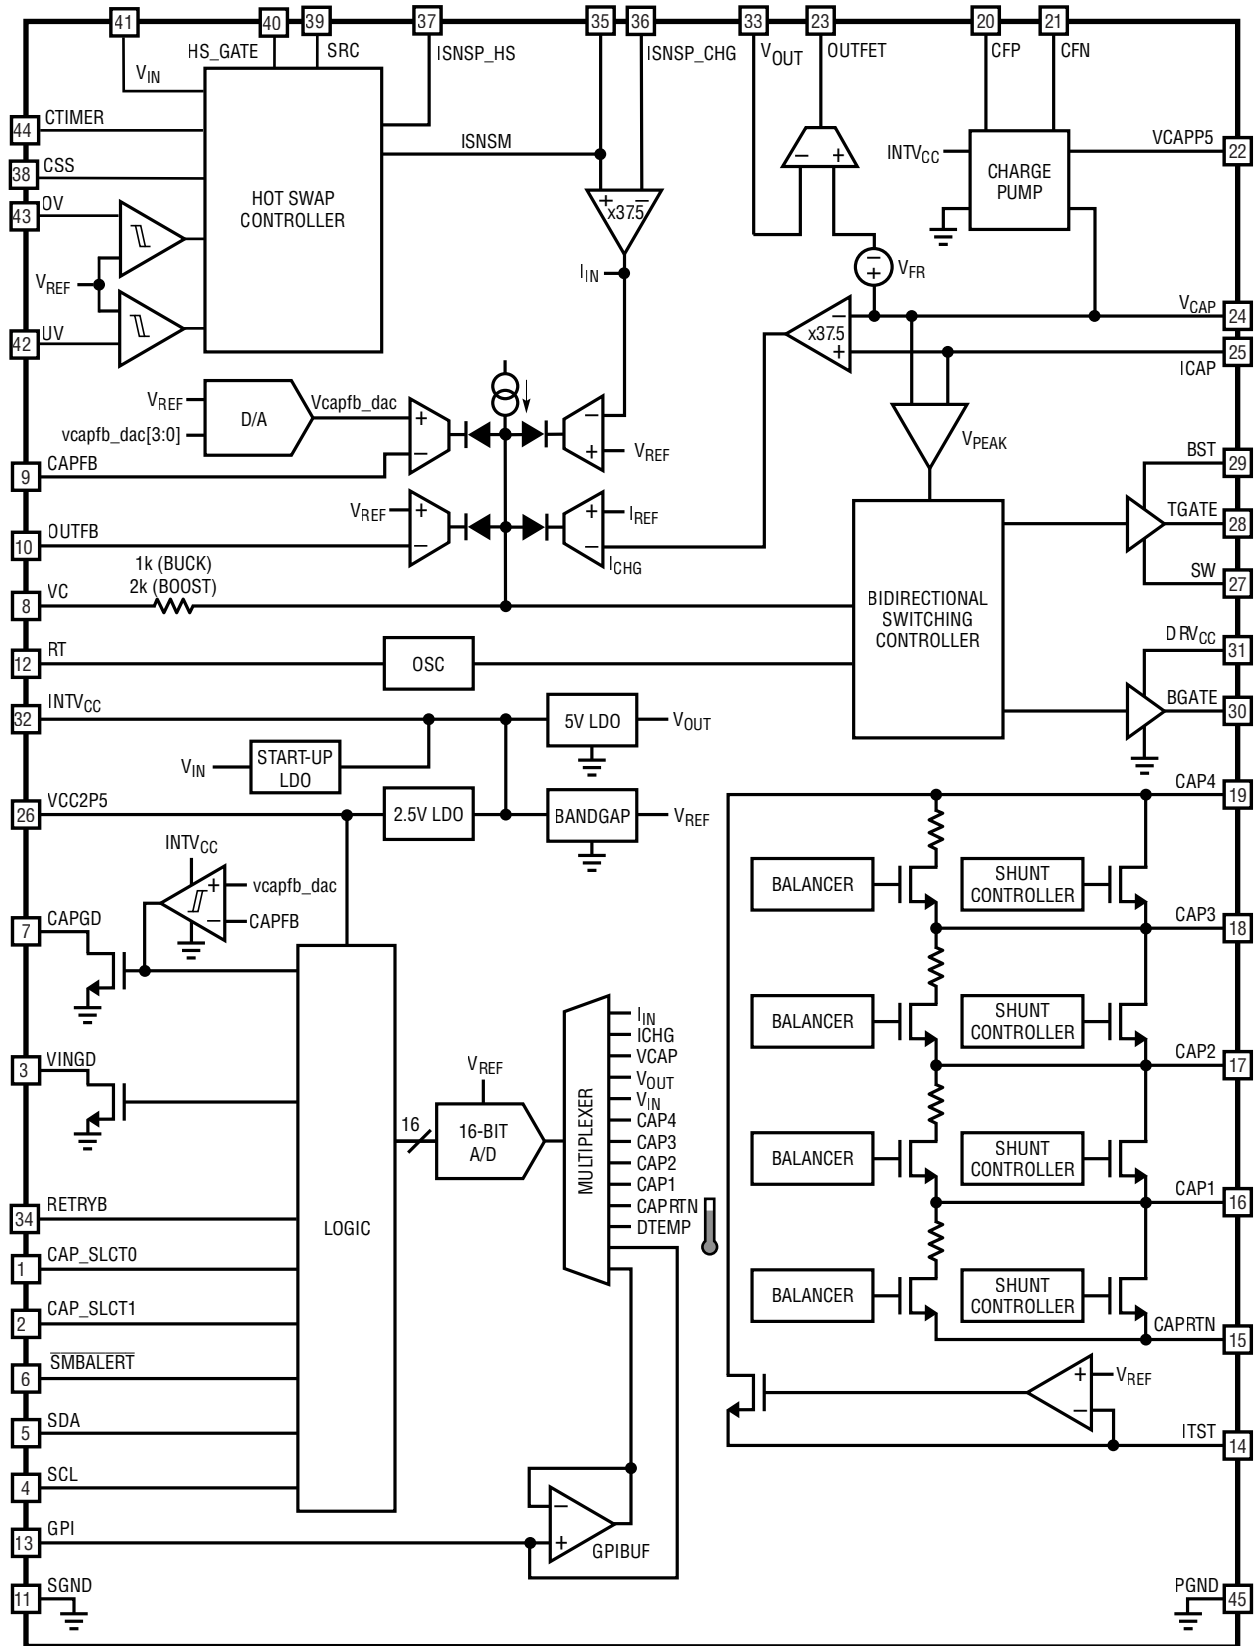 41
40
39
37
35
36
33
23
20
21
HS_GATE
SRC
ISNSP_HS
ISNSP_CHG
VOUT
OUTFET
CFP
CFN
VIN
44
CTIMER
38
CSS
43
OV
VREF
42
UV
HOT SWAP
CONTROLLER
ISNSM
+
−
x37.5
IIN
−
+
INTVCC
CHARGE
PUMP
VCAPP5
22
−
+
VFR
VCAP
24
−
x37.5
+
25
ICAP
VPEAK
VREF
vcapfb_dac[3:0]
D/A
Vcapfb_dac
+
−
−
+
VREF
9
CAPFB
VREF
+
−
+
−
IREF
ICHG
10
OUTFB
1k (BUCK)
2k (BOOST)
8
VC
12
RT
OSC
BIDIRECTIONAL
SWITCHING
CONTROLLER
BST
29
TGATE
28
SW
27
DRVCC
31
BGATE
30
32
INTVCC
5V LDO
VOUT
VIN
START-UP
LDO
26
VCC2P5
2.5V LDO
BANDGAP
VREF
INTVCC
+
vcapfb_dac
−
CAPFB
7
CAPGD
3
VINGD
34
RETRYB
1
CAP_SLCT0
2
CAP_SLCT1
6
SMBALERT
5
SDA
4
SCL
13
GPI
11
SGND
LOGIC
16
VREF
16-BIT
A/D
MULTIPLEXER
IIN
ICHG
VCAP
VOUT
VIN
CAP4
CAP3
CAP2
CAP1
CAPRTN
DTEMP
−
+
GPIBUF
CAP4
19
BALANCER
SHUNT
CONTROLLER
CAP3
18
BALANCER
SHUNT
CONTROLLER
CAP2
17
BALANCER
SHUNT
CONTROLLER
CAP1
16
BALANCER
SHUNT
CONTROLLER
CAPRTN
15
+
VREF
−
ITST
14
PGND
45